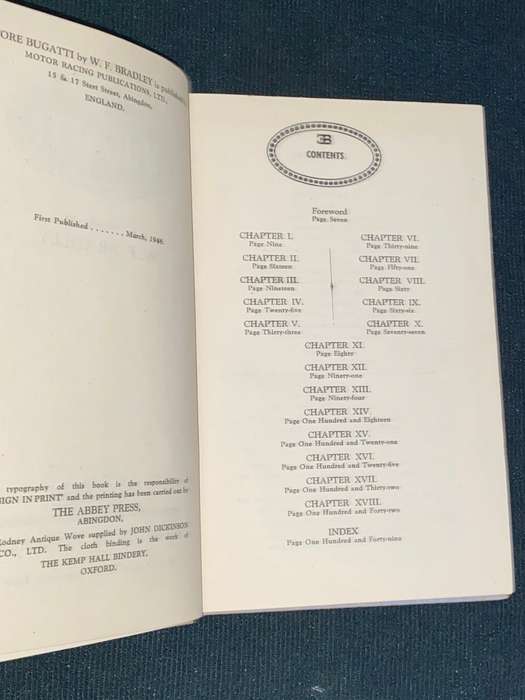 TORE BUGATTI by W. F. BRADLEY is published
MOTOR RACING PUBLICATIONS, LTD.,
15 & 17 Stert Street, Abingdon,
ENGLAND.
First Published . . . . . . . March, 1948.
typography of this book is the responsibility of
SIGN IN PRINT' and the printing has been carried out by
THE ABBEY PRESS,
ABINGDON.
Rodney Antique Wove supplied by JOHN DICKINSON
CO., LTD. The cloth binding is the work of
THE KEMP HALL BINDERY,
OXFORD.
EB
CONTENTS.
Foreword
Page Seven
CHAPTER I.
Page Nine
CHAPTER II.
Page Sixteen
CHAPTER III.
Page Nineteen
CHAPTER IV.
Page Twenty-five
CHAPTER V.
Page Thirty-three
CHAPTER VI.
Page Thirty-nine
CHAPTER VII.
Page Fifty-one
CHAPTER VIII.
Page Sixty
CHAPTER IX.
Page Sixty-six
CHAPTER X.
Page Seventy-seven
CHAPTER XI.
Page Eighty
CHAPTER XII.
Page Ninety-one
CHAPTER XIII.
Page Ninety-four
CHAPTER XIV.
Page One Hundred and Eighteen
CHAPTER XV.
Page One Hundred and Twenty-one
CHAPTER XVI.
Page One Hundred and Twenty-five
CHAPTER XVII.
Page One Hundred and Thirty-two
CHAPTER XVIII.
Page One Hundred and Forty-two
INDEX
Page One Hundred and Forty-nine